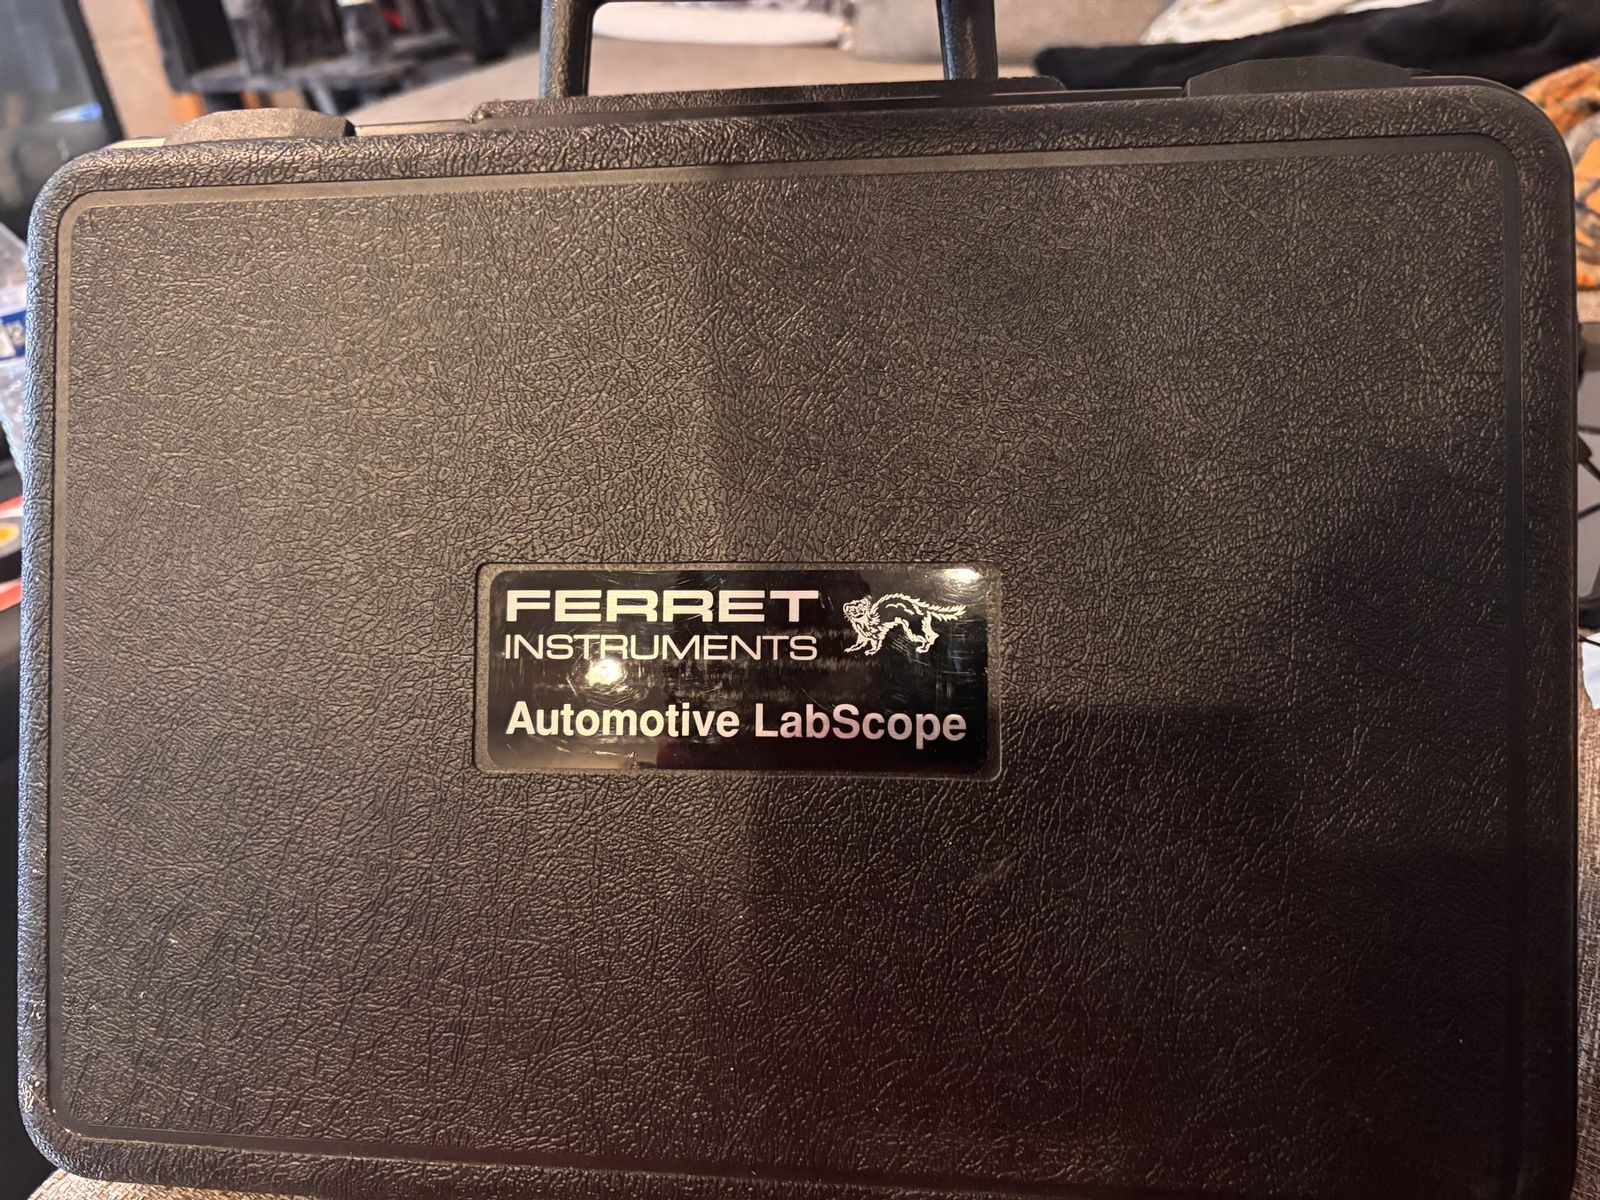 FERRET
INSTRUMENTS
Automotive LabScope